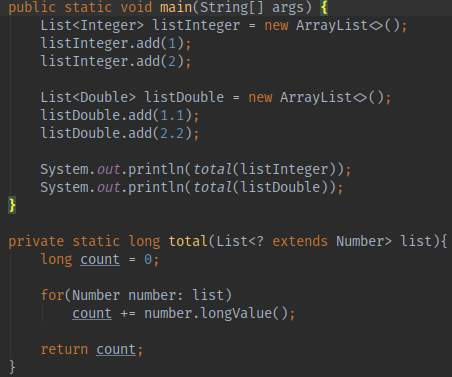 public static void main(String[] args) {
    List<Integer> listInteger = new ArrayList<>();
    listInteger.add(1);
    listInteger.add(2);

    List<Double> listDouble = new ArrayList<>();
    listDouble.add(1.1);
    listDouble.add(2.2);

    System.out.println(total(listInteger));
    System.out.println(total(listDouble));
}

private static long total(List<? extends Number> list){
    long count = 0;

    for(Number number: list)
        count += number.longValue();

    return count;
}